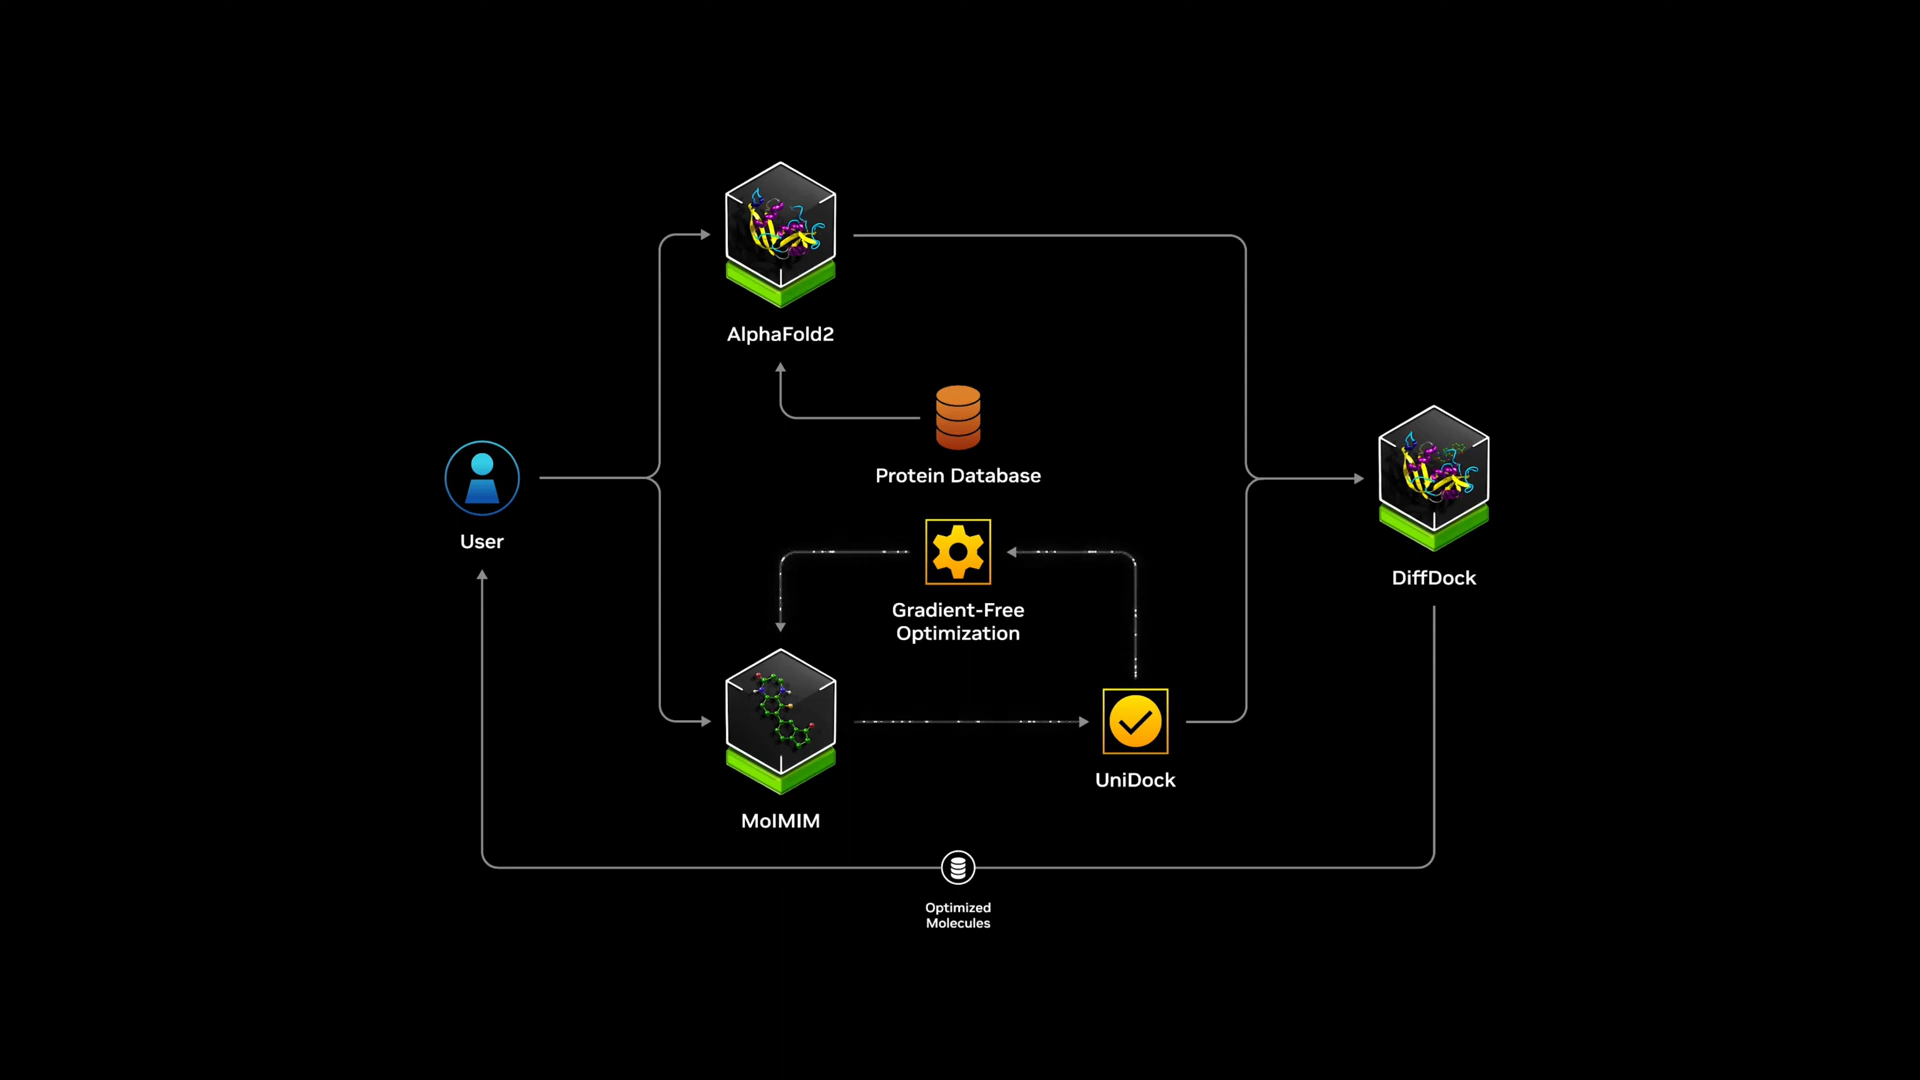 AlphaFold2
Protein Database
User
Gradient-Free
Optimization
DiffDock
UniDock
MolMIM
Optimized
Molecules